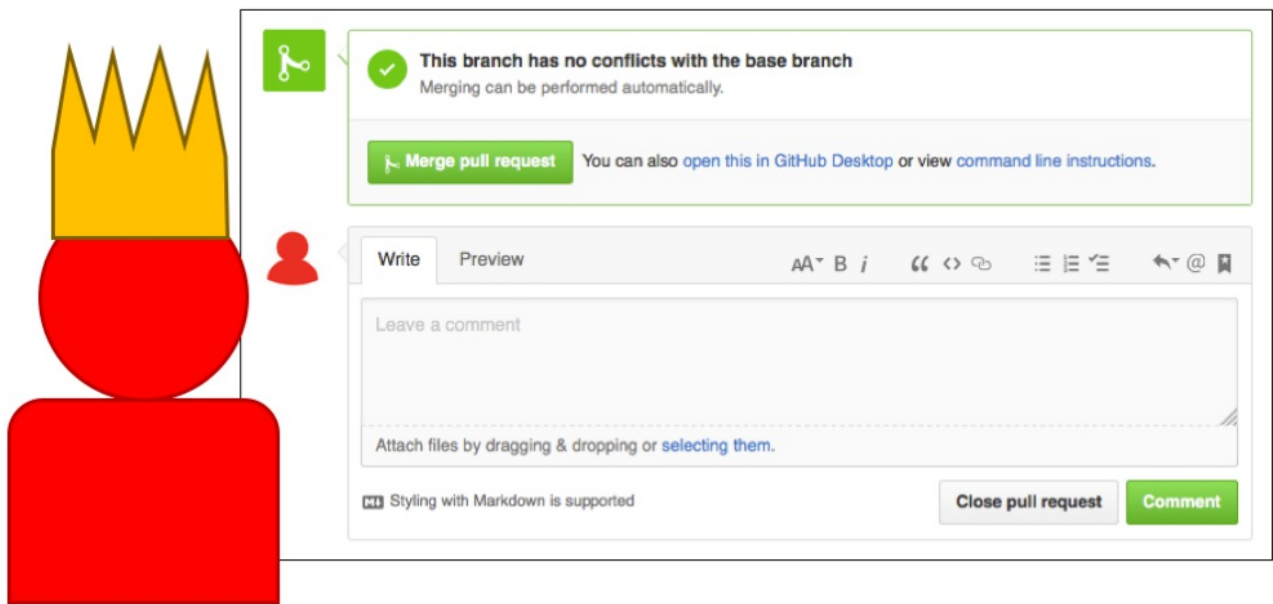 This branch has no conflicts with the base branch
Merging can be performed automatically.
Merge pull request You can also open this in GitHub Desktop or view command line instructions.
Write Preview AA B i “ <> @
Leave a comment
Attach files by dragging & dropping or selecting them.
Styling with Markdown is supported Close pull request Comment